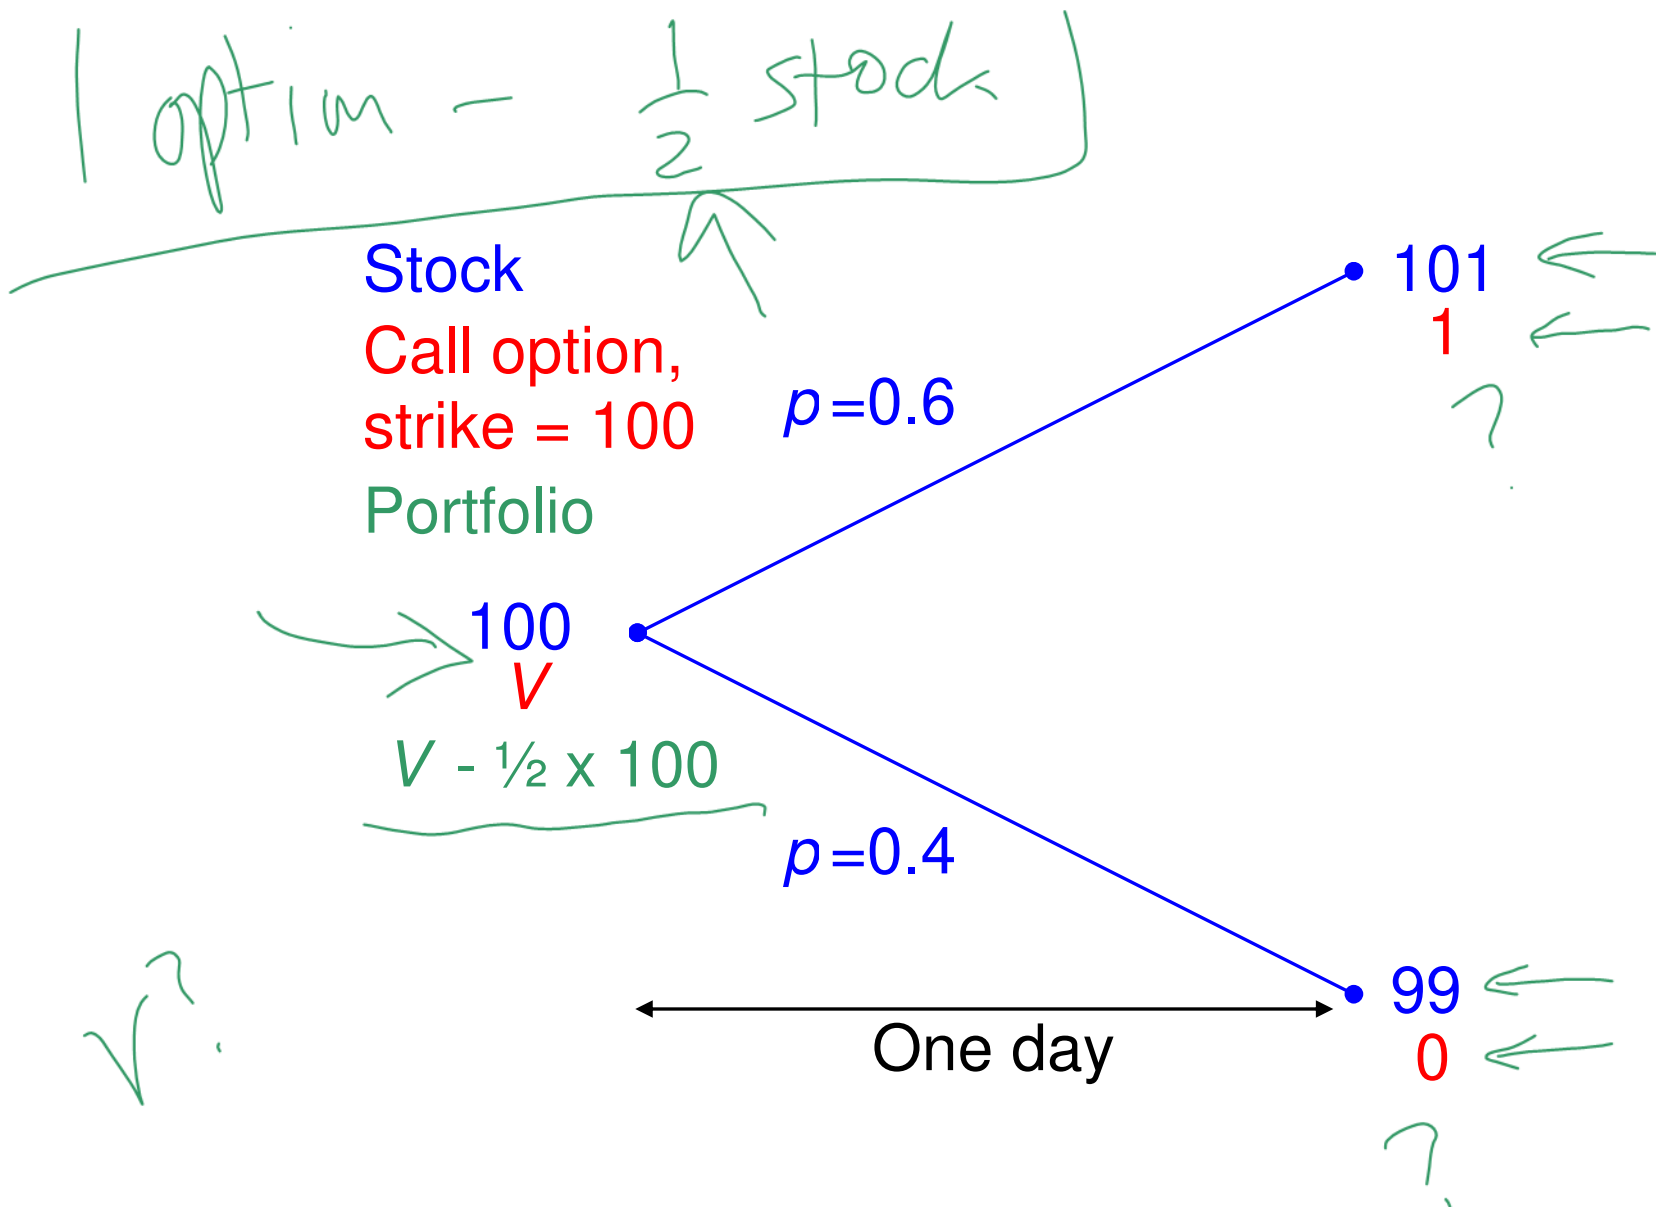 1 option - 1/2 stock
Stock
Call option,
strike = 100
Portfolio
101
1
?
p=0.6
100
V
V - ½ x 100
p=0.4
V?
One day
99
0
?